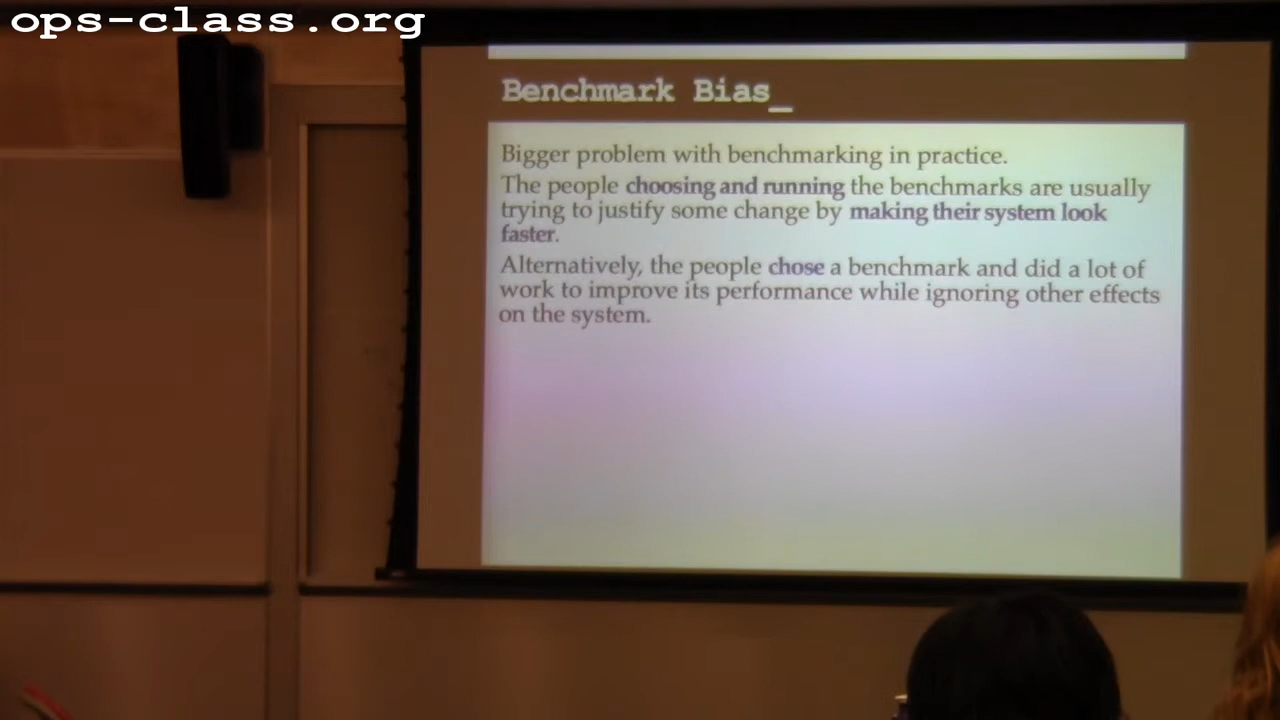 ops-class.org
Benchmark Bias_
Bigger problem with benchmarking in practice.
The people choosing and running the benchmarks are usually
trying to justify some change by making their system look
faster.
Alternatively, the people chose a benchmark and did a lot of
work to improve its performance while ignoring other effects
on the system.